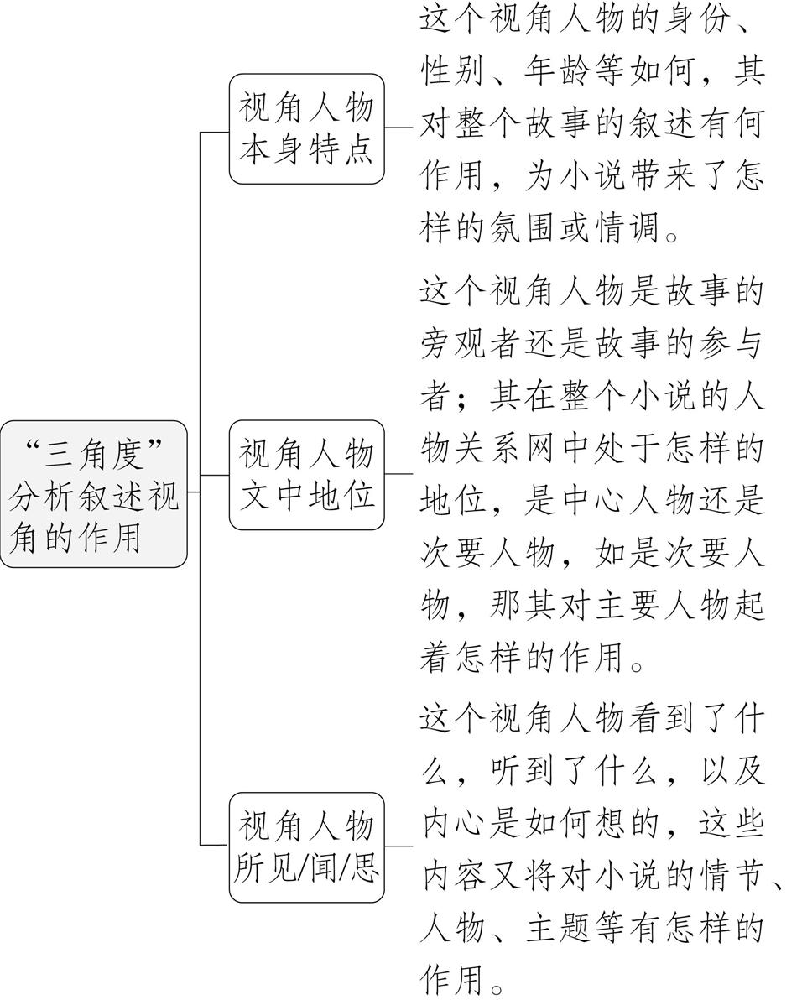 “三角度”
分析叙述视
角的作用
视角人物
本身特点
这个视角人物的身份、
性别、年龄等如何，其
对整个故事的叙述有何
作用，为小说带来了怎
样的氛围或情调。
视角人物
文中地位
这个视角人物是故事的
旁观者还是故事的参与
者；其在整个小说的人
物关系网中处于怎样的
地位，是中心人物还是
次要人物，如是次要人
物，那其对主要人物起
着怎样的作用。
视角人物
所见/闻/思
这个视角人物看到了什
么，听到了什么，以及
内心是如何想的，这些
内容又将对小说的情节、
人物、主题等有怎样的
作用。